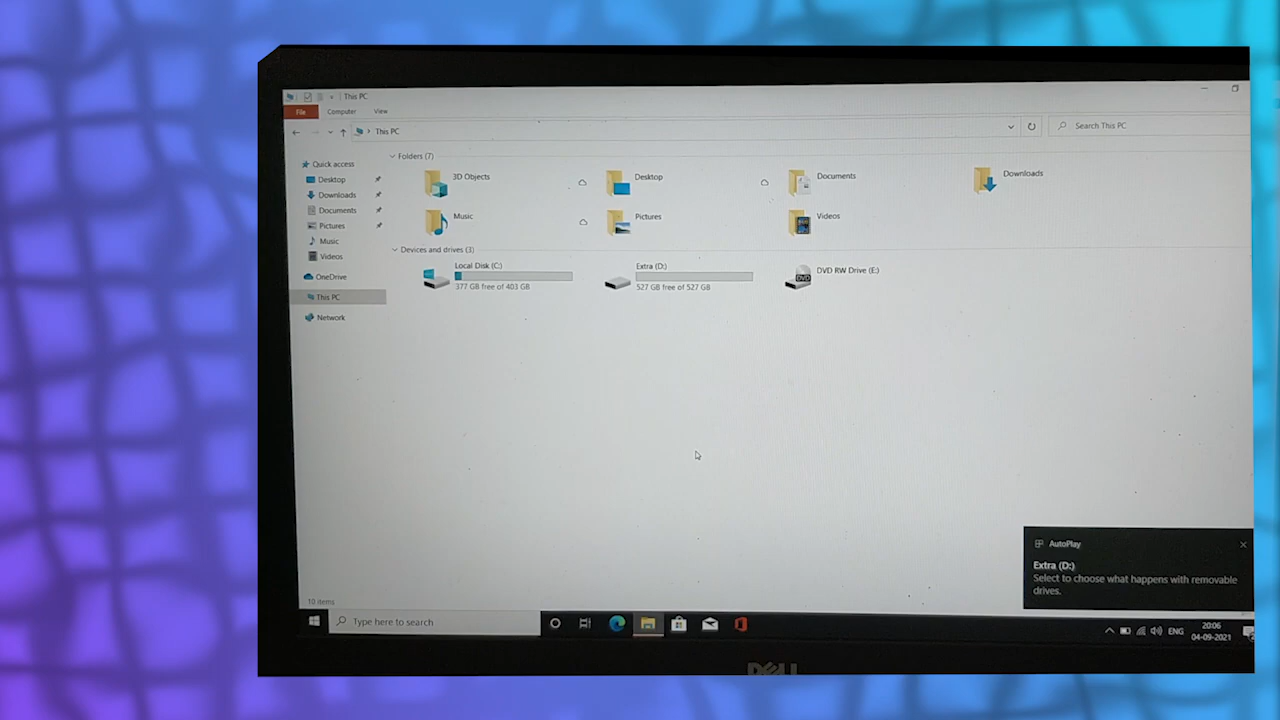 This PC
File Computer View
This PC
Search This PC
Quick access
Desktop
Downloads
Documents
Pictures
Music
Videos
OneDrive
This PC
Network
Folders (7)
3D Objects
Desktop
Documents
Downloads
Music
Pictures
Videos
Devices and drives (3)
Local Disk (C:)
377 GB free of 403 GB
Extra (D:)
527 GB free of 527 GB
DVD RW Drive (E:)
DVD
AutoPlay
Extra (D:)
Select to choose what happens with removable
drives.
10 items
Type here to search
ENG
20:06
04-09-2021
DELL